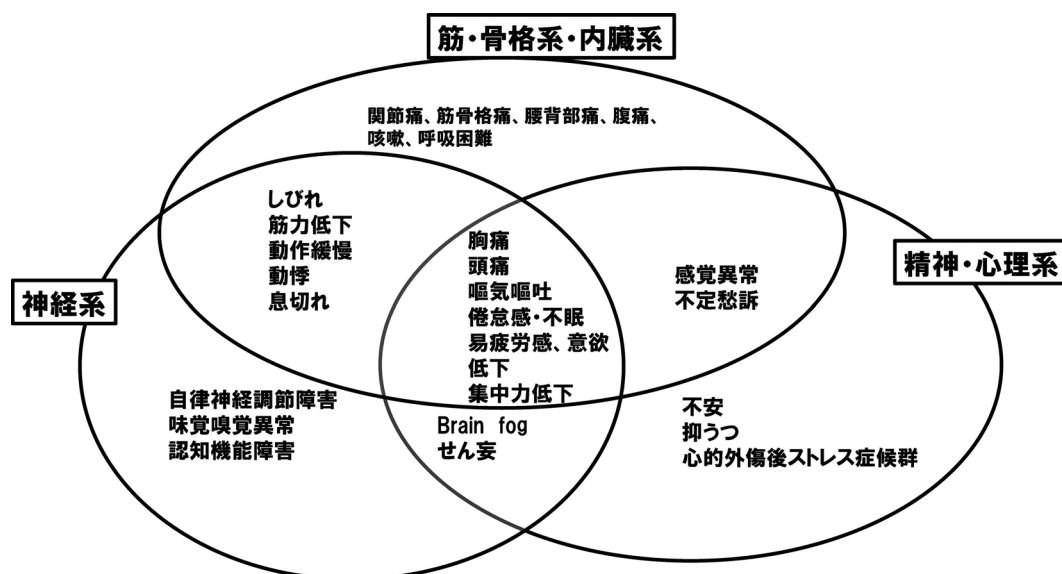 筋・骨格系・内臓系
関節痛、筋骨格痛、腰背部痛、腹痛、
咳嗽、呼吸困難
しびれ
筋力低下
動作緩慢
動悸
息切れ
胸痛
頭痛
嘔気嘔吐
倦怠感・不眠
易疲労感、意欲
低下
集中力低下
感覚異常
不定愁訴
精神・心理系
神経系
自律神経調節障害
味覚嗅覚異常
認知機能障害
Brain fog
せん妄
不安
抑うつ
心的外傷後ストレス症候群